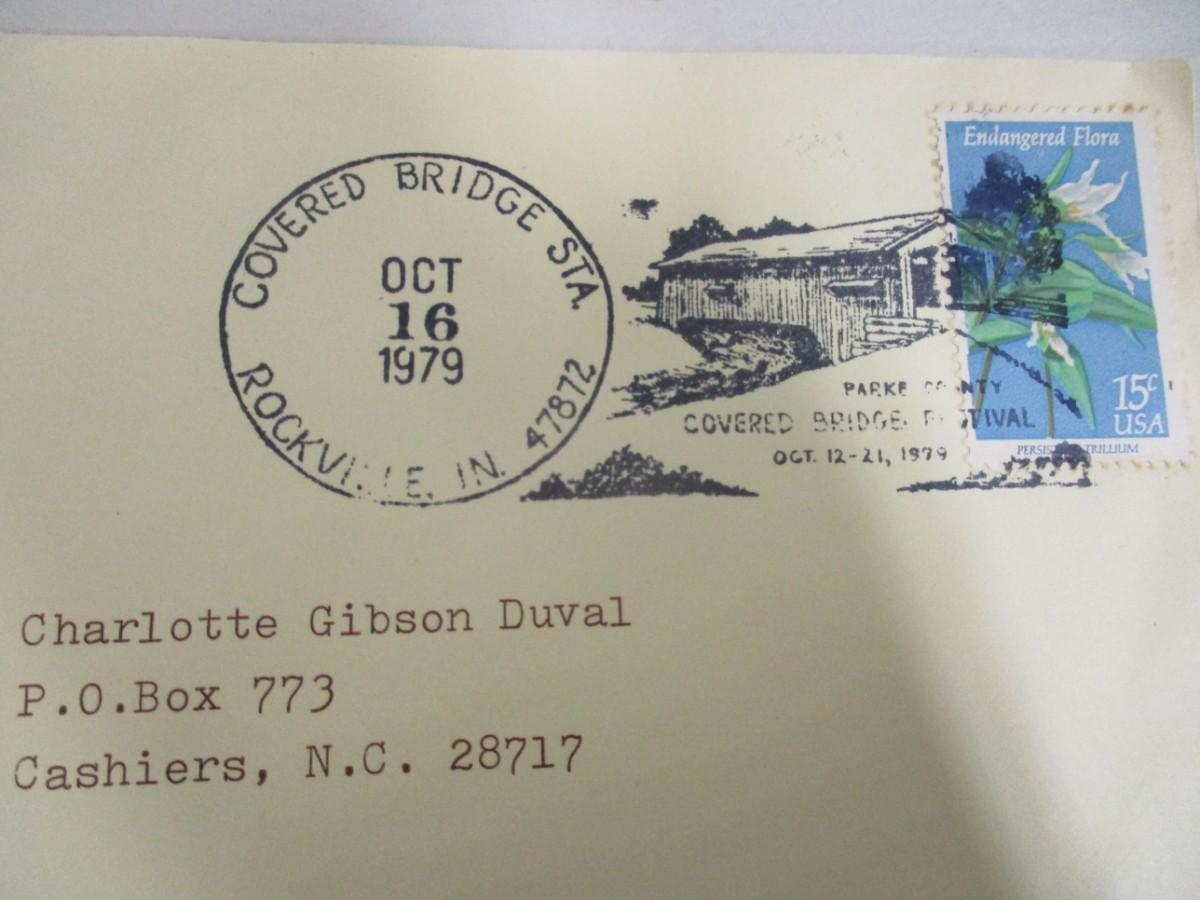 COVERED BRIDGE STA.
OCT
16
1979
ROCKVILLE, IN. 47872
PARKE COUNTY
COVERED BRIDGE FESTIVAL
OCT. 12-21, 1979
Endangered Flora
15c
USA
PERSISTENT TRILLIUM
Charlotte Gibson Duval
P.O.Box 773
Cashiers, N.C. 28717